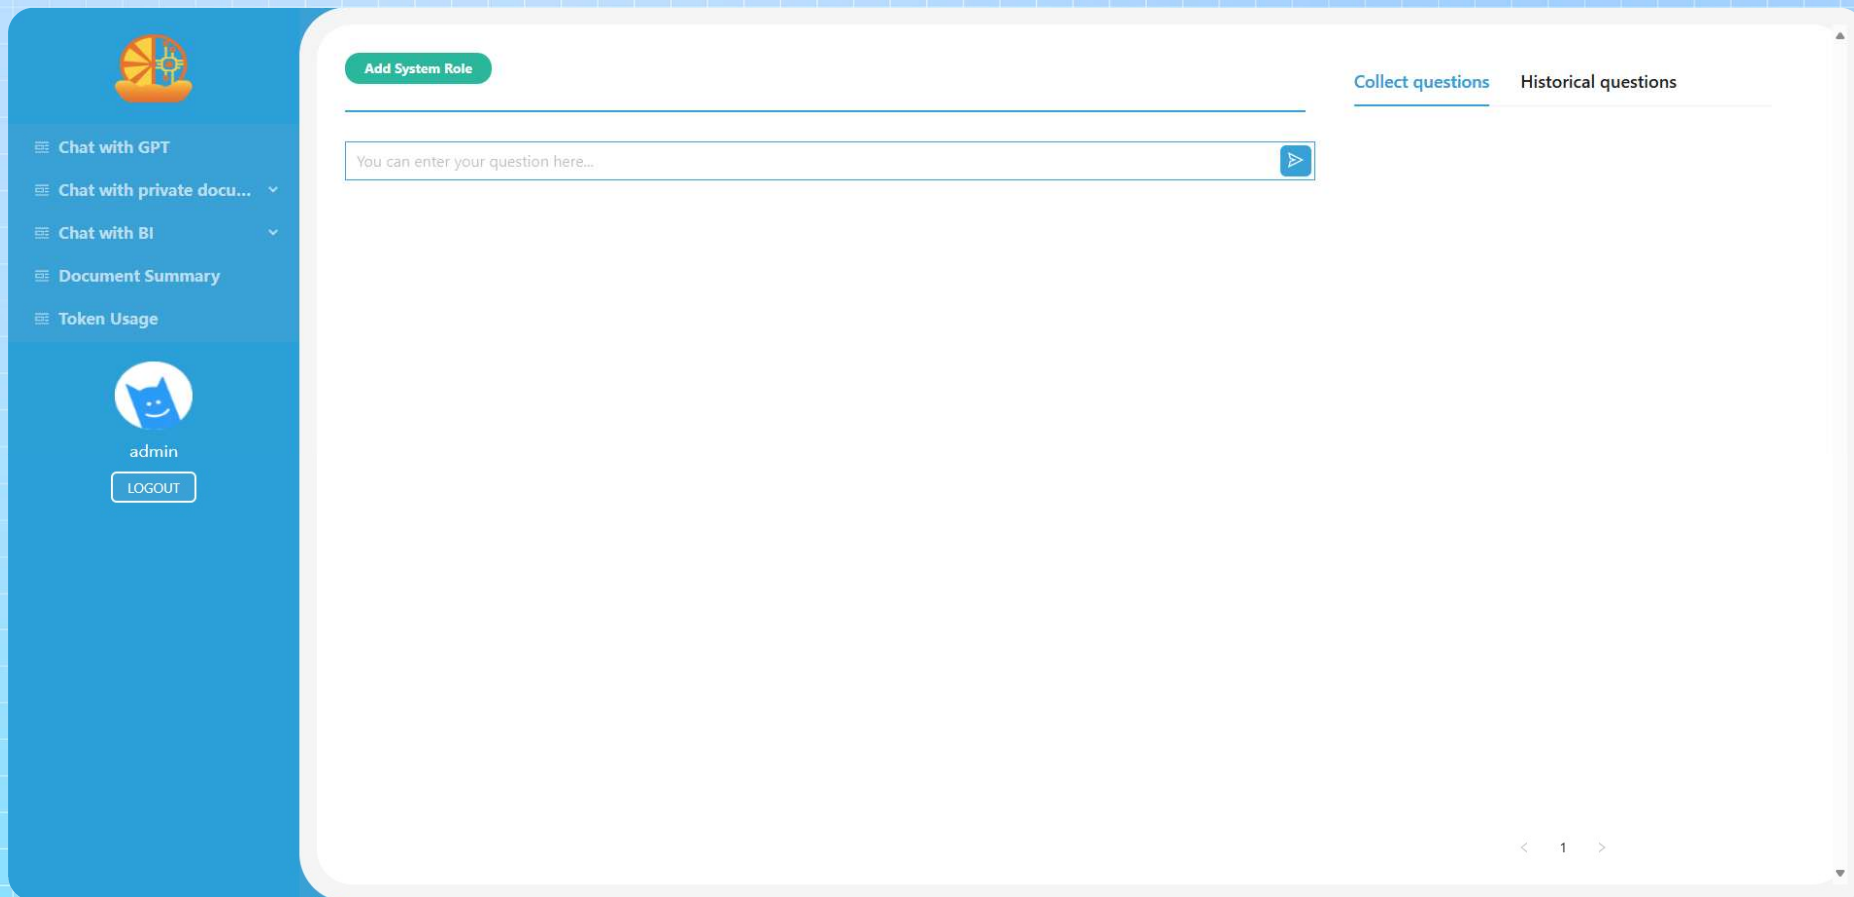 Chat with GPT
Chat with private docu...
Chat with BI
Document Summary
Token Usage
admin
LOGOUT
Add System Role
You can enter your question here...
Collect questions
Historical questions
< 1 >